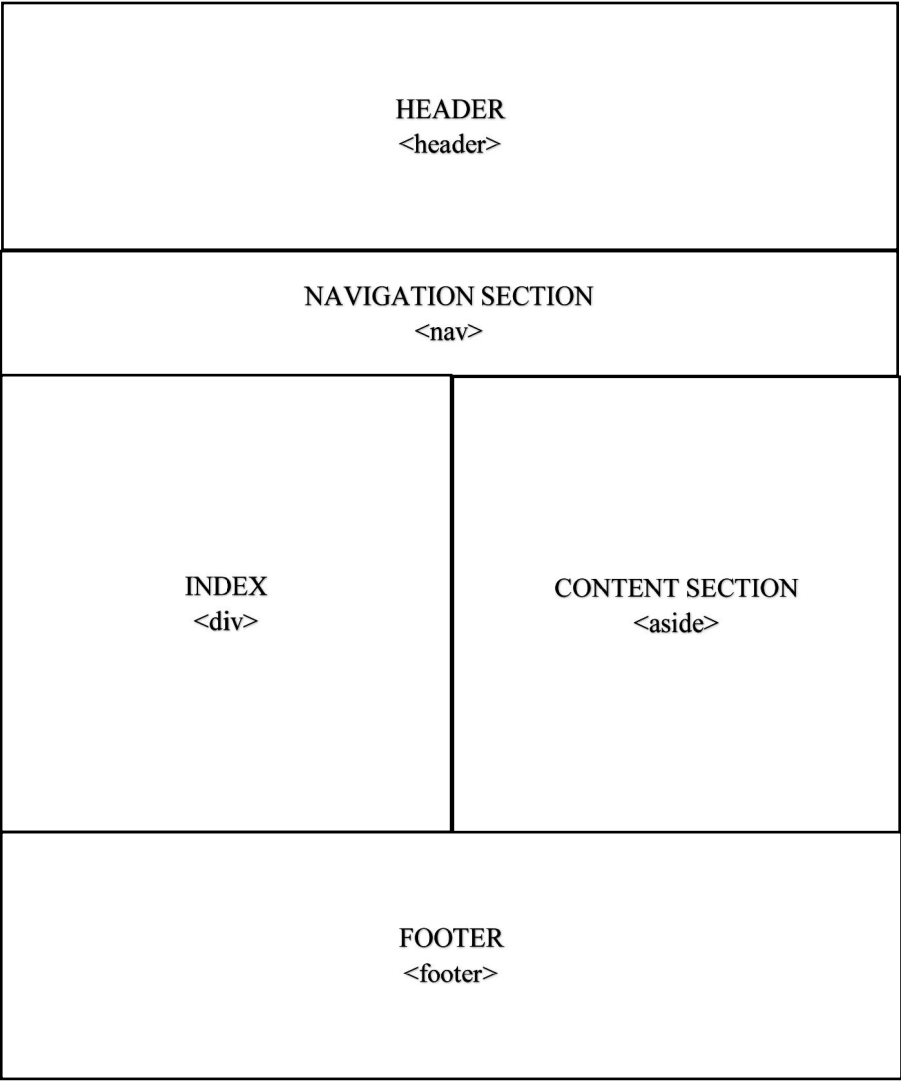 HEADER
<header>
NAVIGATION SECTION
<nav>
INDEX
<div>
CONTENT SECTION
<aside>
FOOTER
<footer>